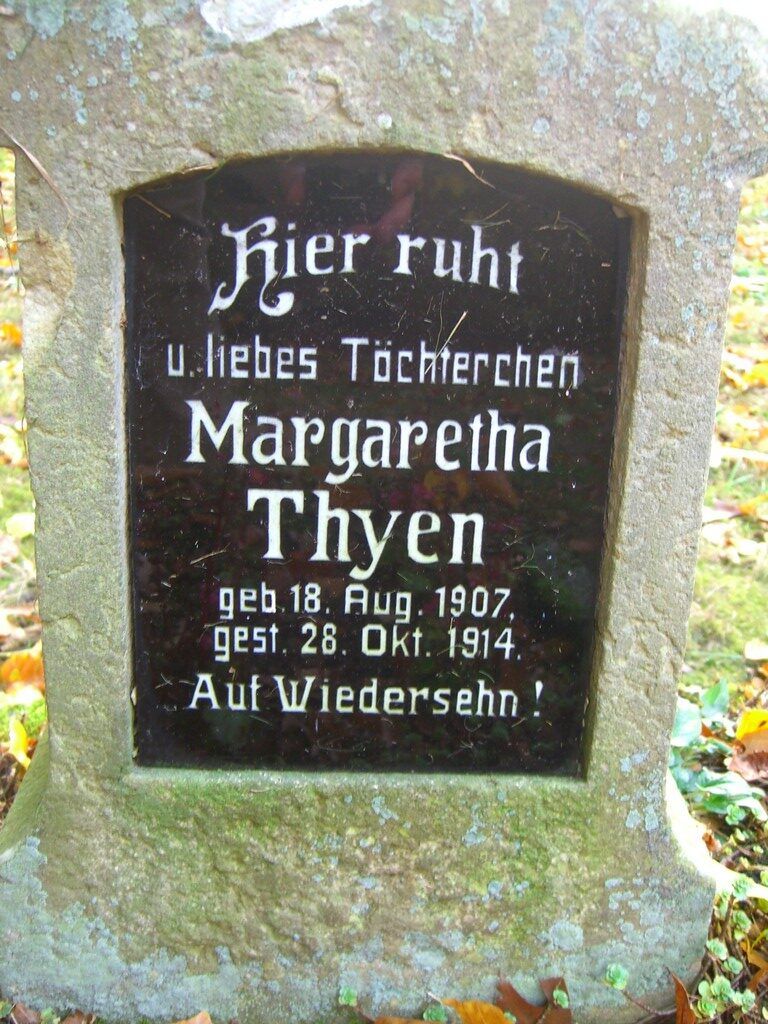 Hier ruht
u. liebes Töchterchen
Margaretha
Thyen
geb. 18. Aug. 1907,
gest. 28. Okt. 1914.
Auf Wiedersehn!